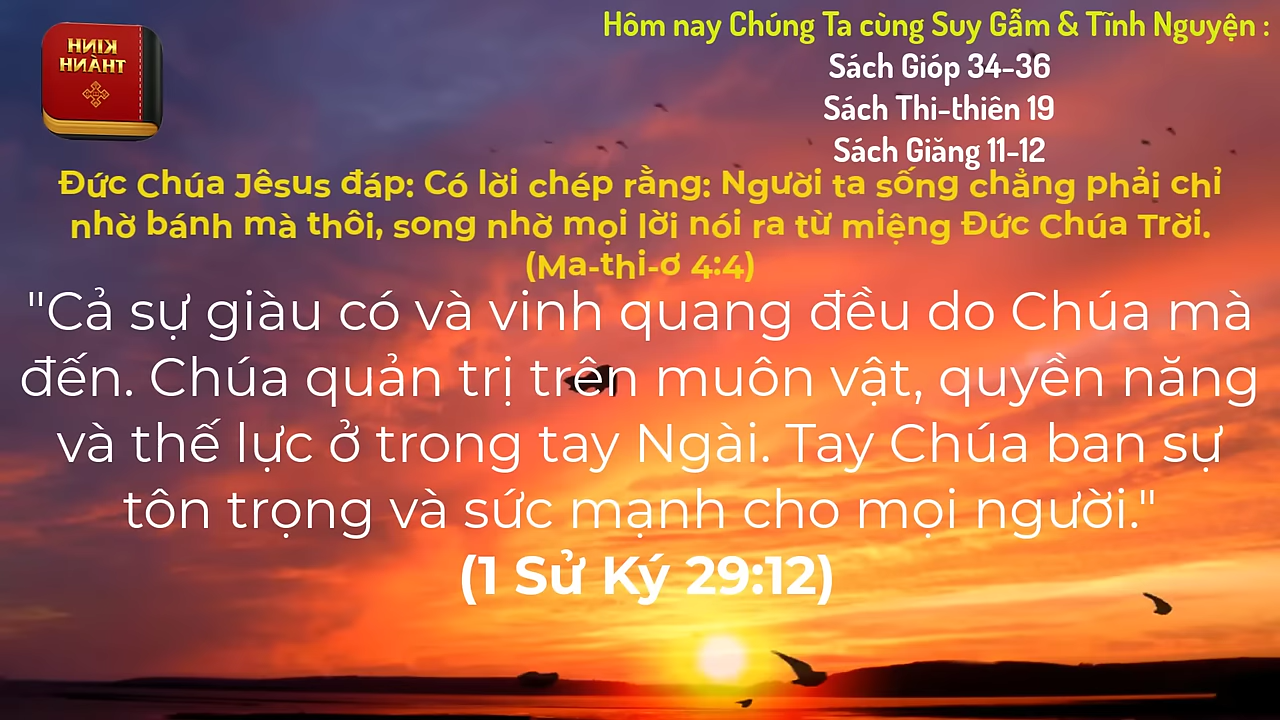 KINH
THÀNH
Hôm nay Chúng Ta cùng Suy Gẫm & Tĩnh Nguyện :
Sách Gióp 34-36
Sách Thi-thiên 19
Sách Giăng 11-12
Đức Chúa Jêsus đáp: Có lời chép rằng: Người ta sống chẳng phải chỉ
nhờ bánh mà thôi, song nhờ mọi lời nói ra từ miệng Đức Chúa Trời.
(Ma-thi-ơ 4:4)
"Cả sự giàu có và vinh quang đều do Chúa mà
đến. Chúa quản trị trên muôn vật, quyền năng
và thế lực ở trong tay Ngài. Tay Chúa ban sự
tôn trọng và sức mạnh cho mọi người."
(1 Sử Ký 29:12)